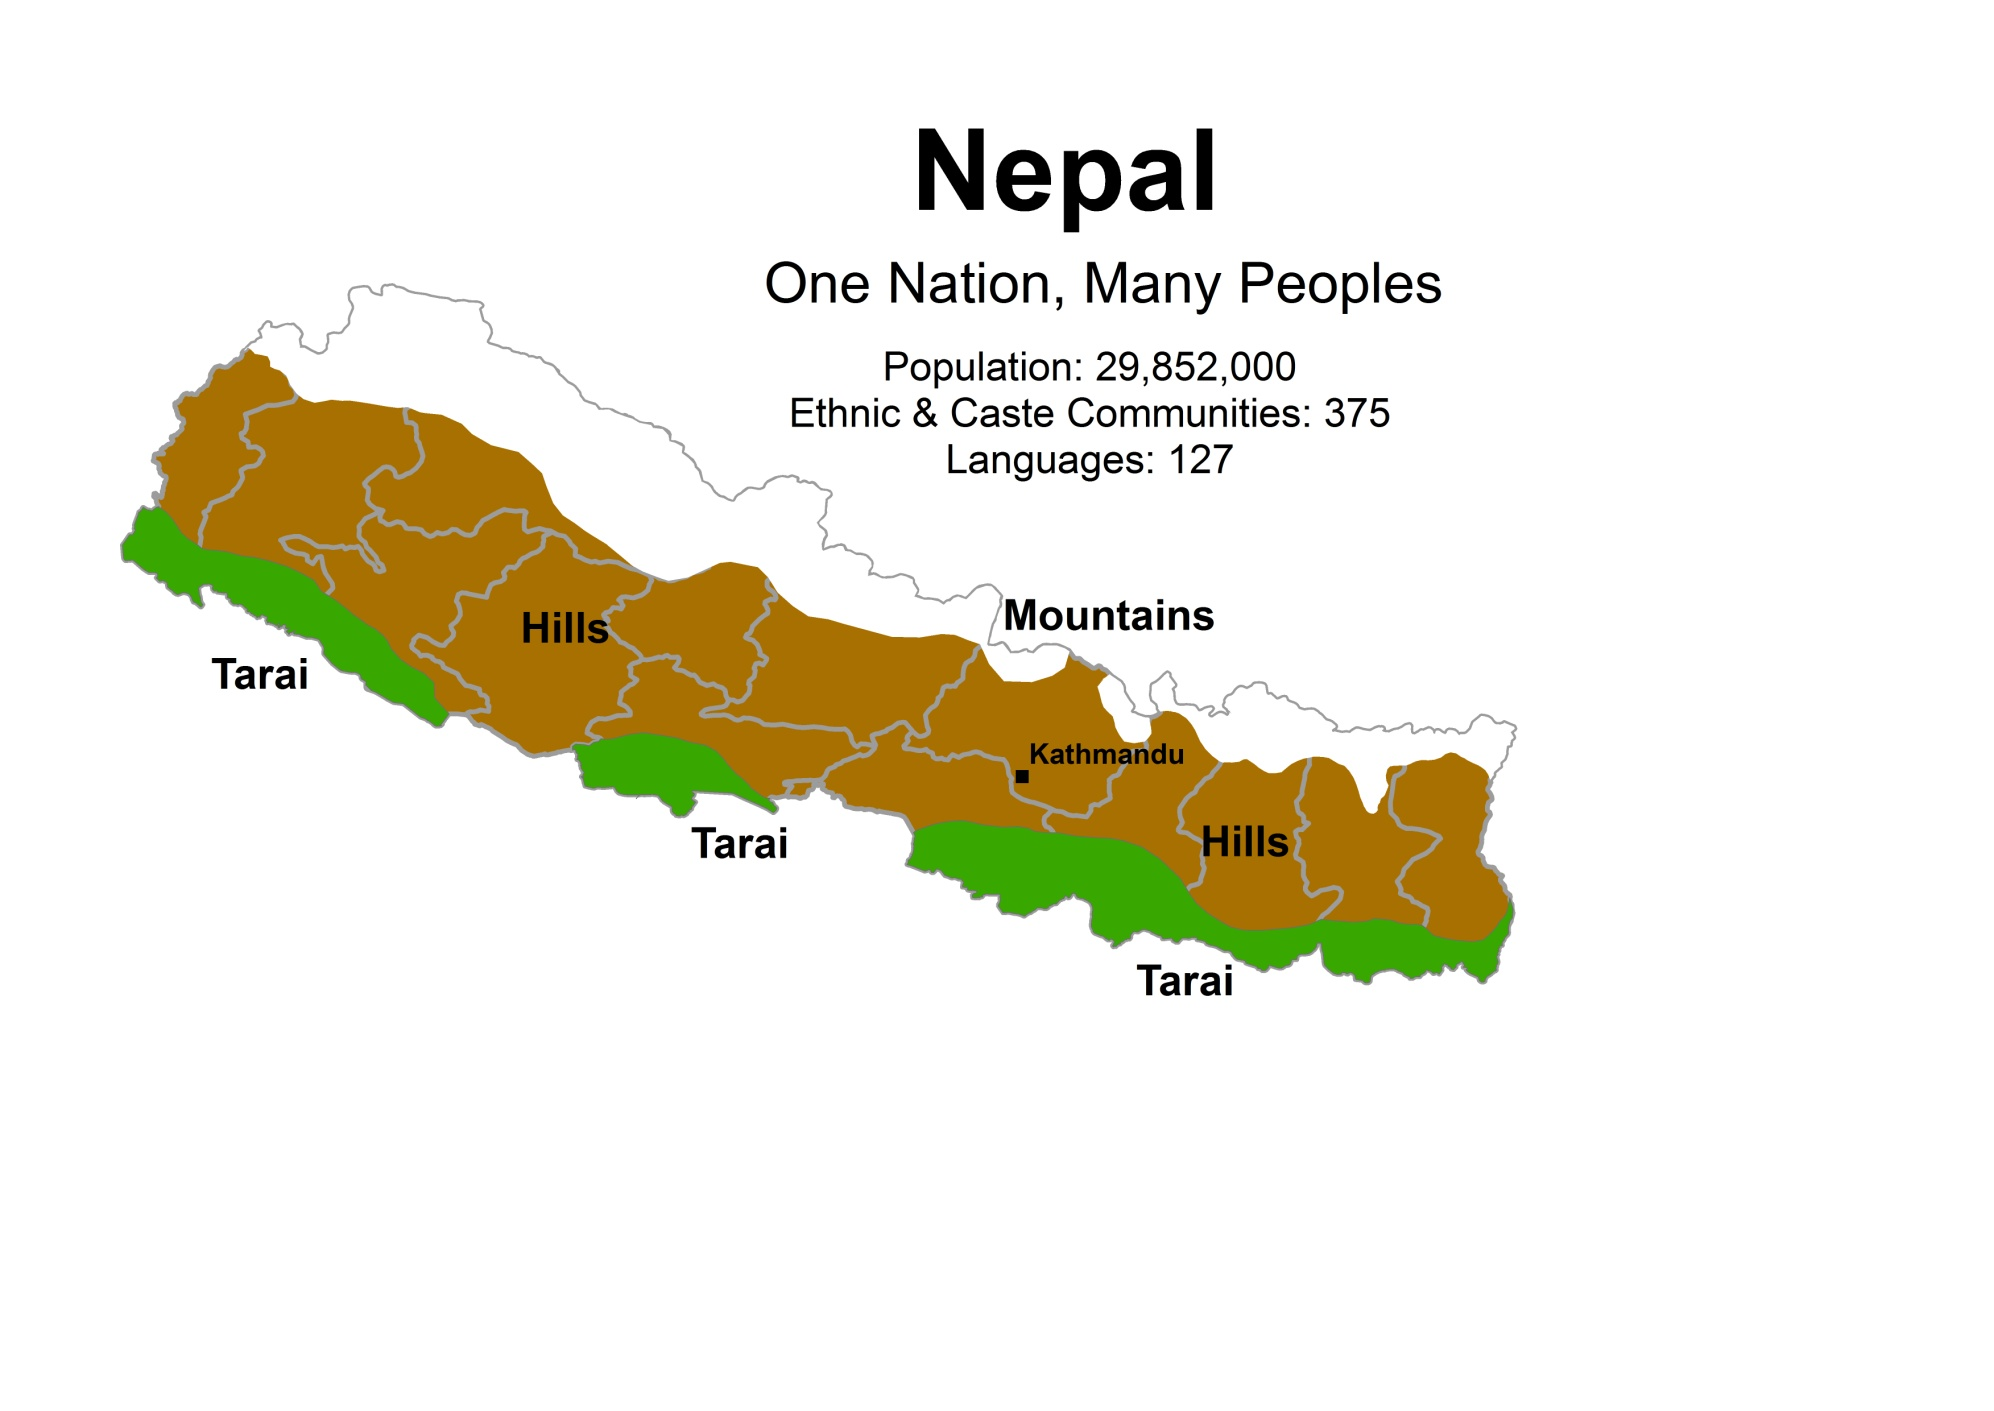 Nepal
One Nation, Many Peoples
Population: 29,852,000
Ethnic & Caste Communities: 375
Languages: 127
Mountains
Hills
Tarai
Kathmandu
Tarai
Hills
Tarai